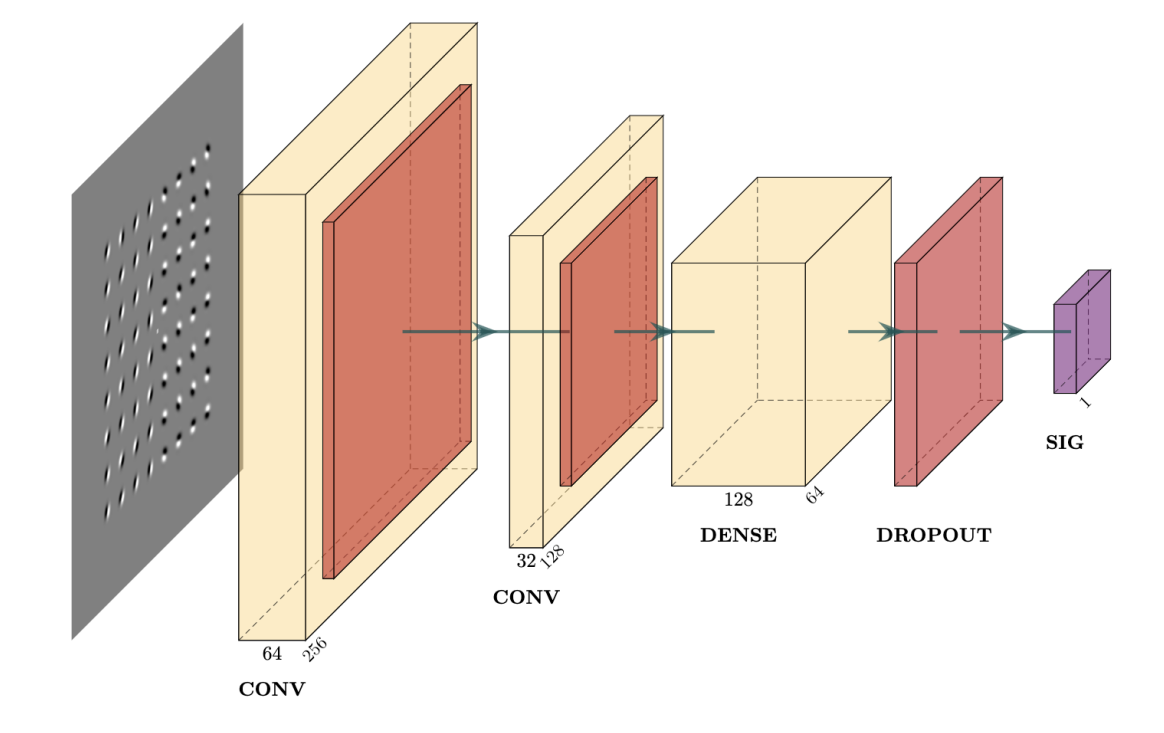 64
256
CONV
32
128
CONV
128
64
DENSE
DROPOUT
1
SIG